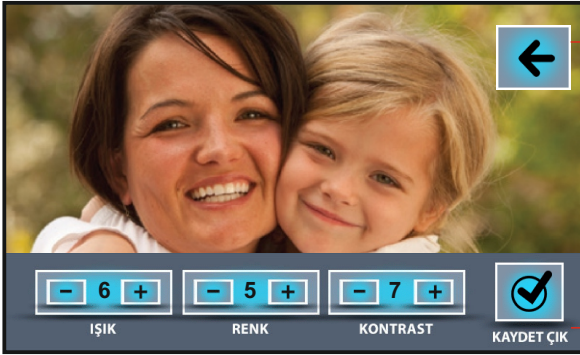 - 6 +
- 5 +
- 7 +
IŞIK
RENK
KONTRAST
KAYDET ÇIK